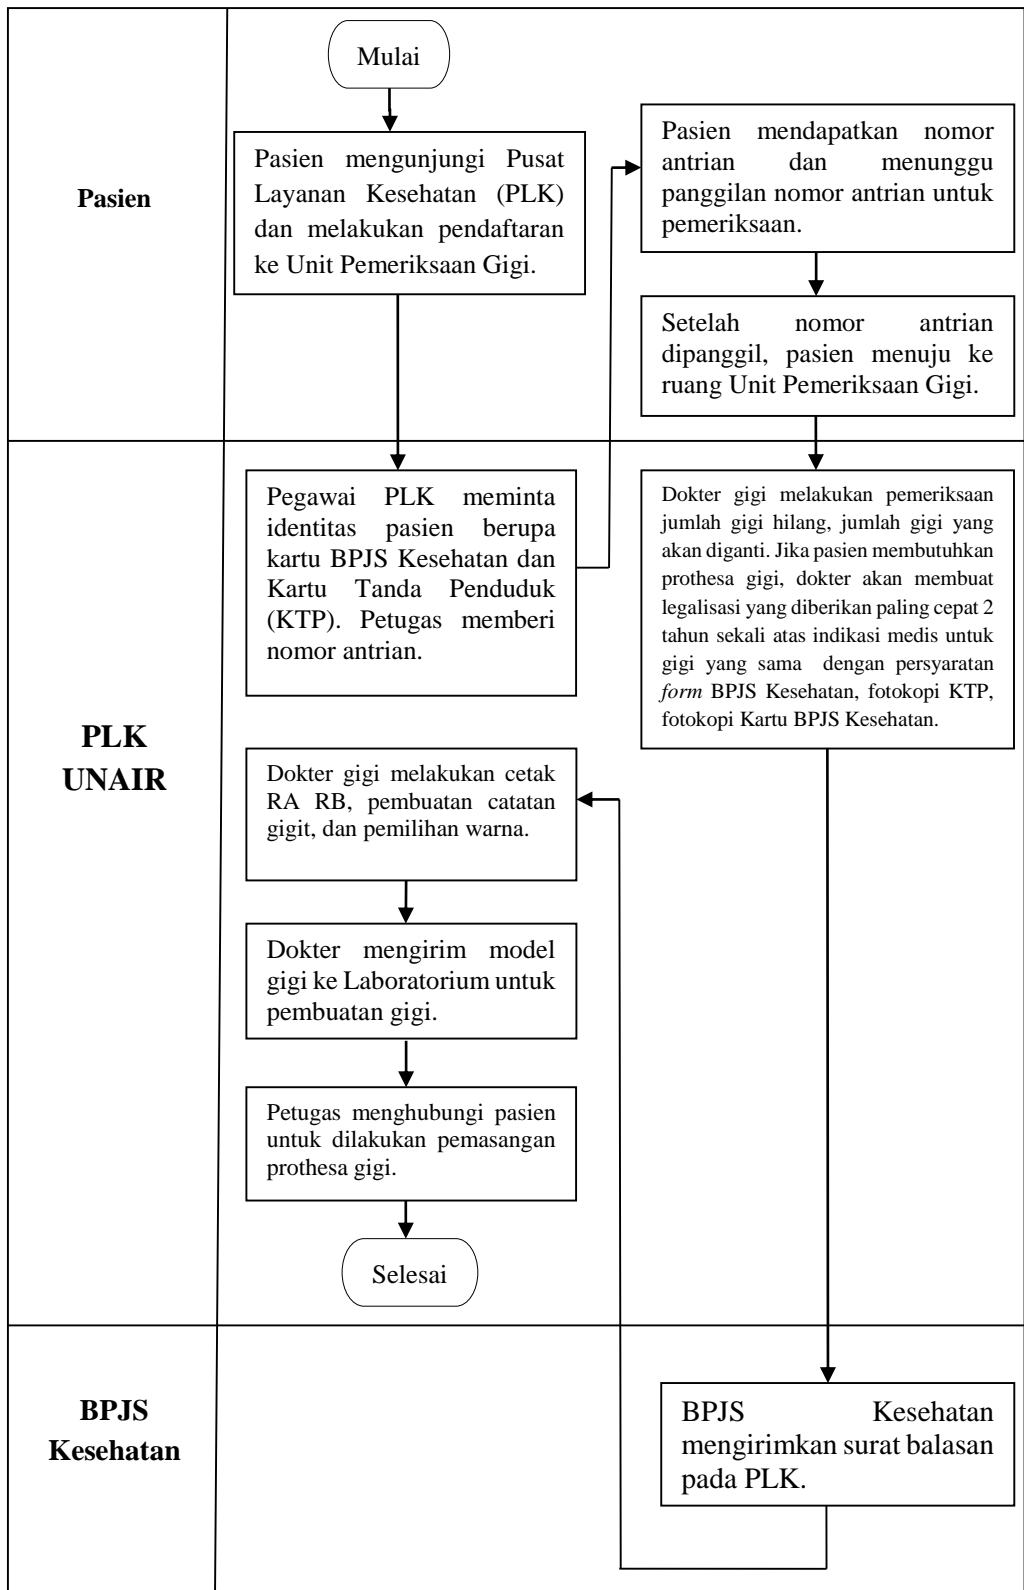 Mulai
Pasien
Pasien mengunjungi Pusat
Layanan Kesehatan (PLK)
dan melakukan pendaftaran
ke Unit Pemeriksaan Gigi.
Pasien mendapatkan nomor
antrian dan menunggu
panggilan nomor antrian untuk
pemeriksaan.
Setelah nomor antrian
dipanggil, pasien menuju ke
ruang Unit Pemeriksaan Gigi.
PLK
UNAIR
Pegawai PLK meminta
identitas pasien berupa
kartu BPJS Kesehatan dan
Kartu Tanda Penduduk
(KTP). Petugas memberi
nomor antrian.
Dokter gigi melakukan pemeriksaan
jumlah gigi hilang, jumlah gigi yang
akan diganti. Jika pasien membutuhkan
prothesa gigi, dokter akan membuat
legalisasi yang diberikan paling cepat 2
tahun sekali atas indikasi medis untuk
gigi yang sama dengan persyaratan
form BPJS Kesehatan, fotokopi KTP,
fotokopi Kartu BPJS Kesehatan.
Dokter gigi melakukan cetak
RA RB, pembuatan catatan
gigit, dan pemilihan warna.
Dokter mengirim model
gigi ke Laboratorium untuk
pembuatan gigi.
Petugas menghubungi pasien
untuk dilakukan pemasangan
prothesa gigi.
Selesai
BPJS
Kesehatan
BPJS Kesehatan
mengirimkan surat balasan
pada PLK.